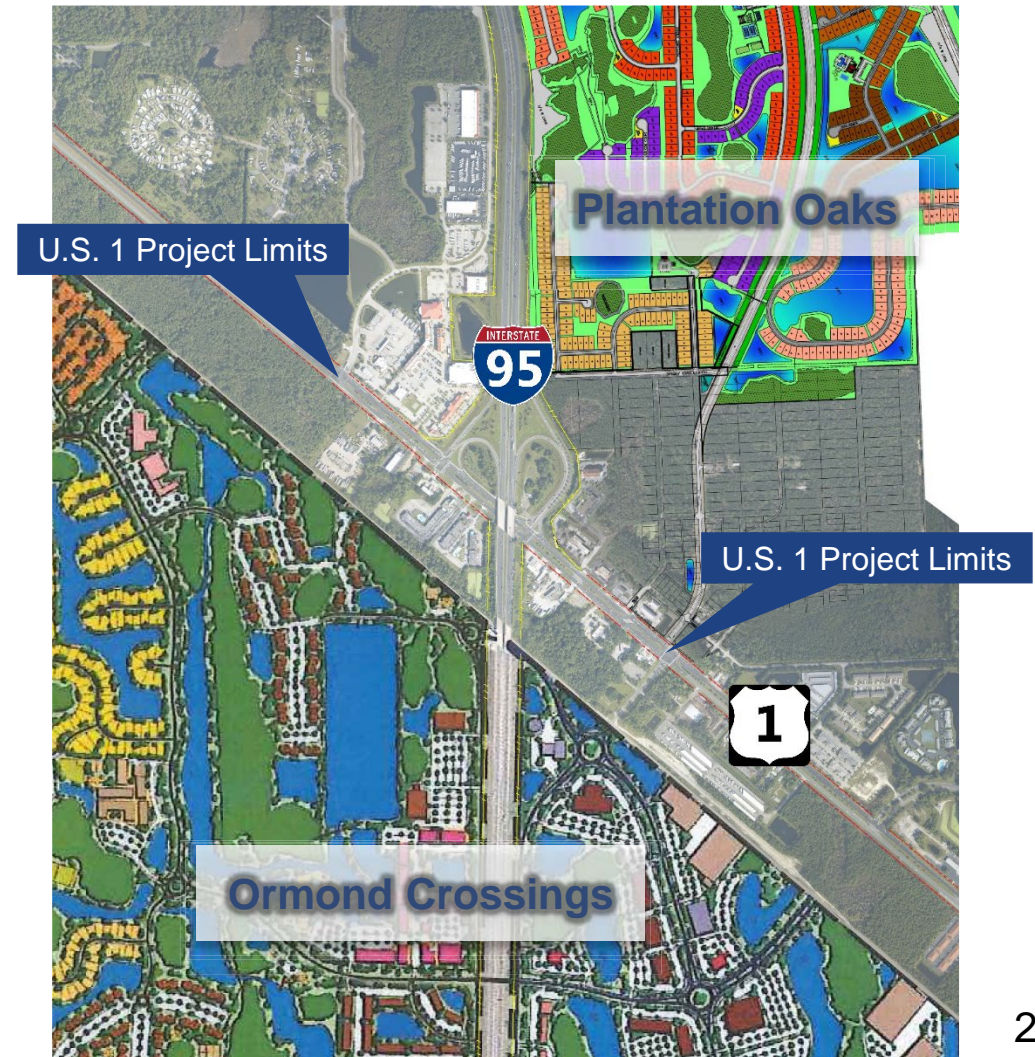 Plantation Oaks
U.S. 1 Project Limits
INTERSTATE
95
U.S. 1 Project Limits
1
Ormond Crossings
2